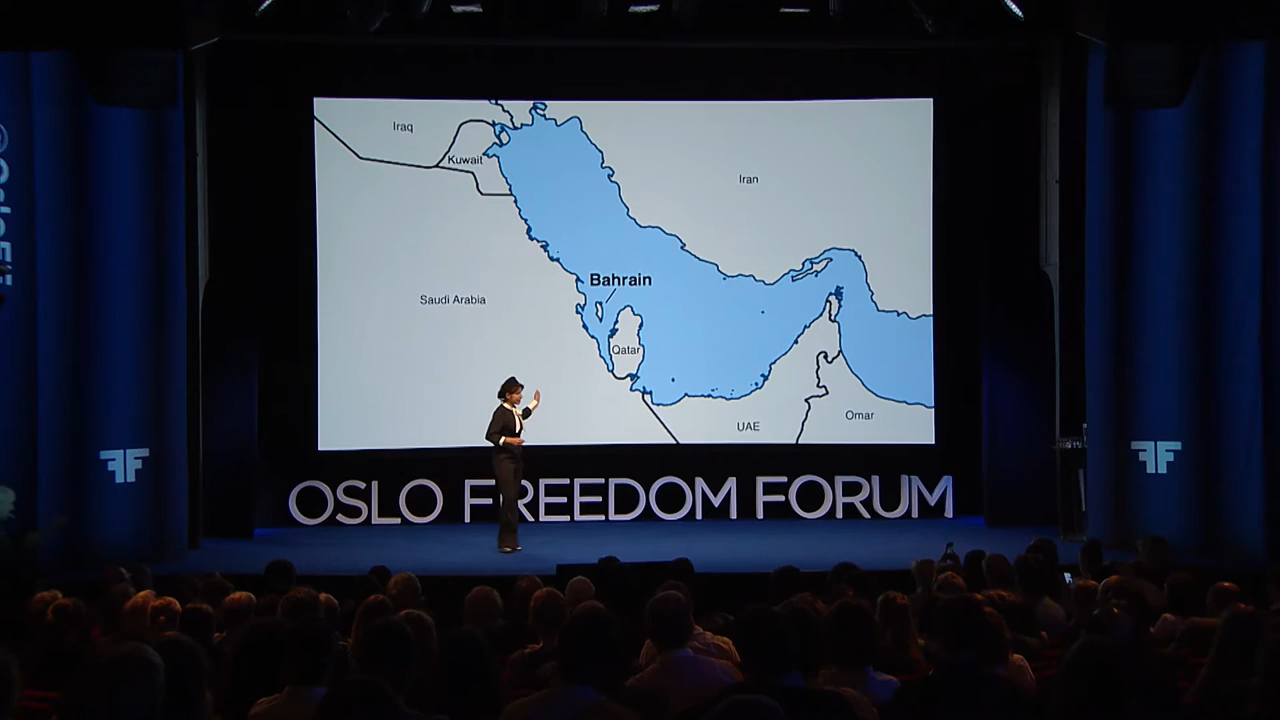 Iraq
Kuwait
Iran
Bahrain
Saudi Arabia
Qatar
Omar
UAE
OSLO FREEDOM FORUM